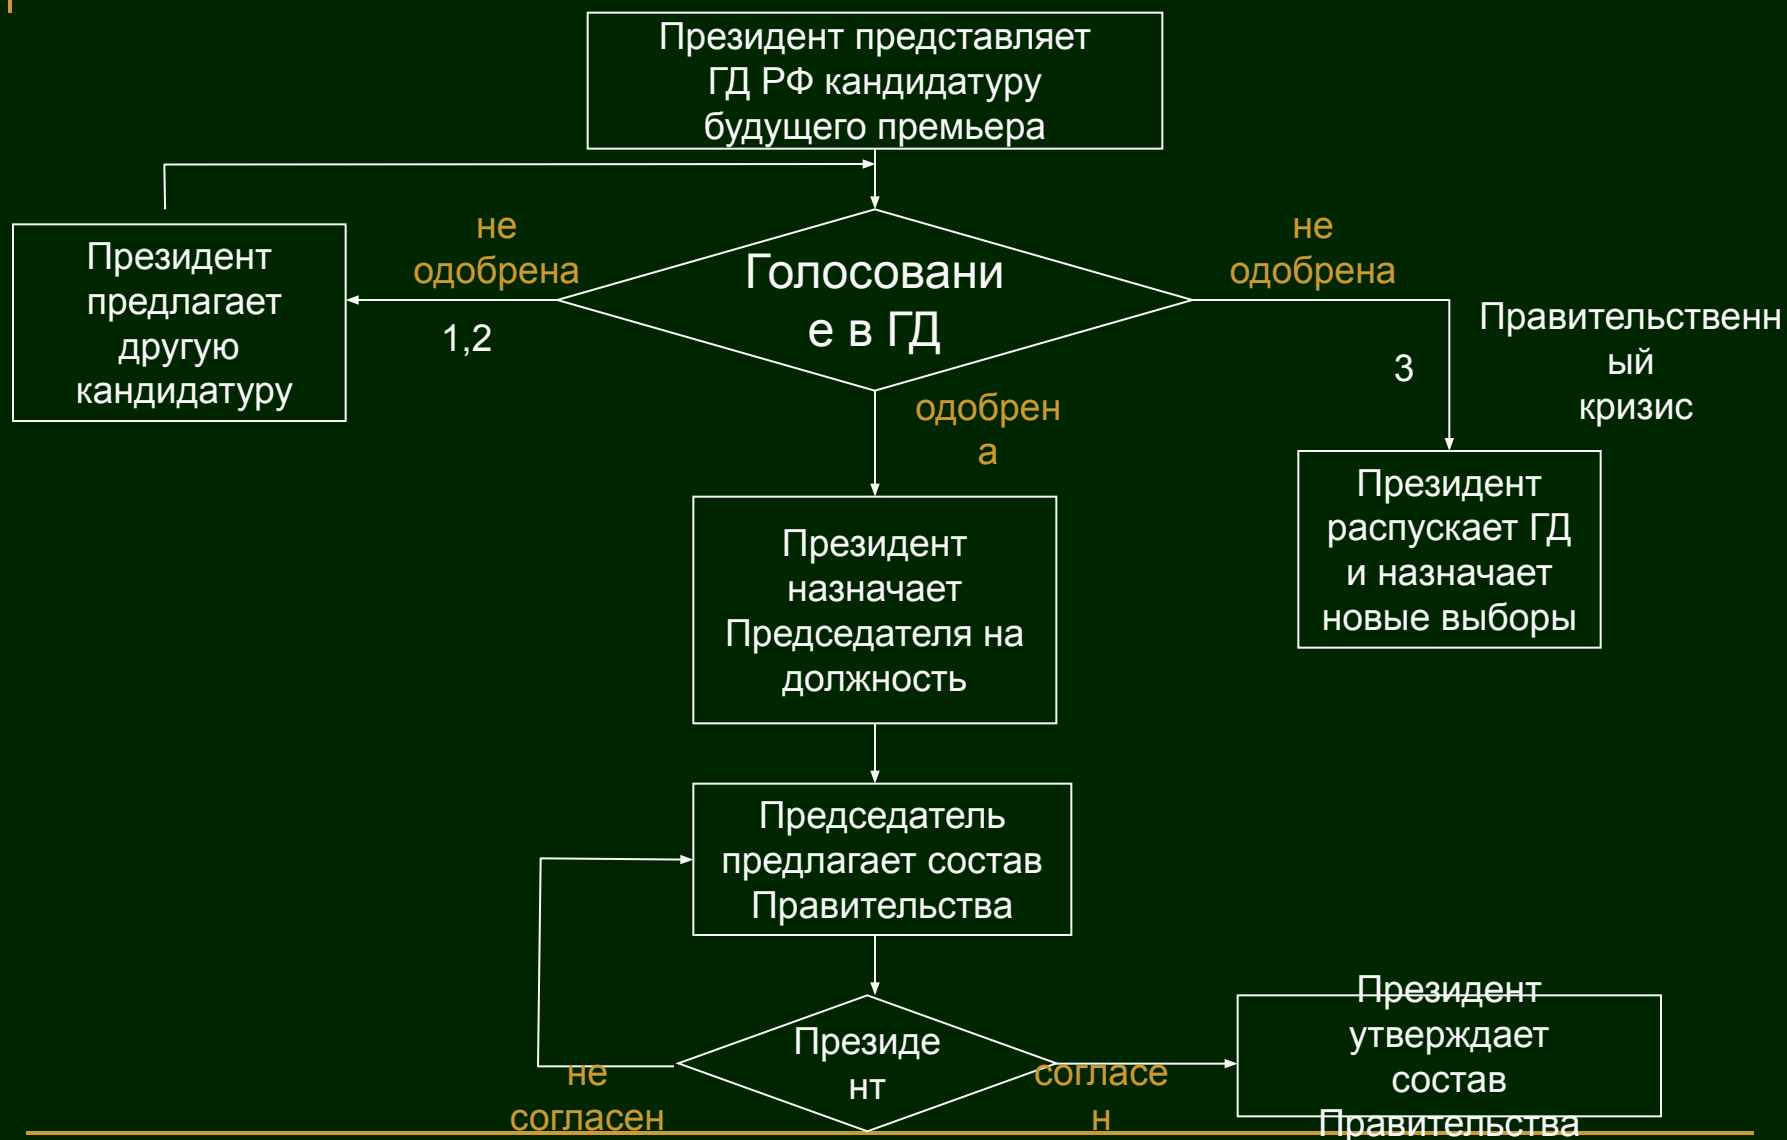 Президент представляет
ГД РФ кандидатуру
будущего премьера
не
одобрена
не
одобрена
Президент
предлагает
другую
кандидатуру
Голосовани
е в ГД
1,2
3
Правительственн
ый
кризис
одобрен
а
Президент
распускает ГД
и назначает
новые выборы
Президент
назначает
Председателя на
должность
Председатель
предлагает состав
Правительства
Президе
нт
не
согласен
согласе
н
Президент
утверждает
состав
Правительства